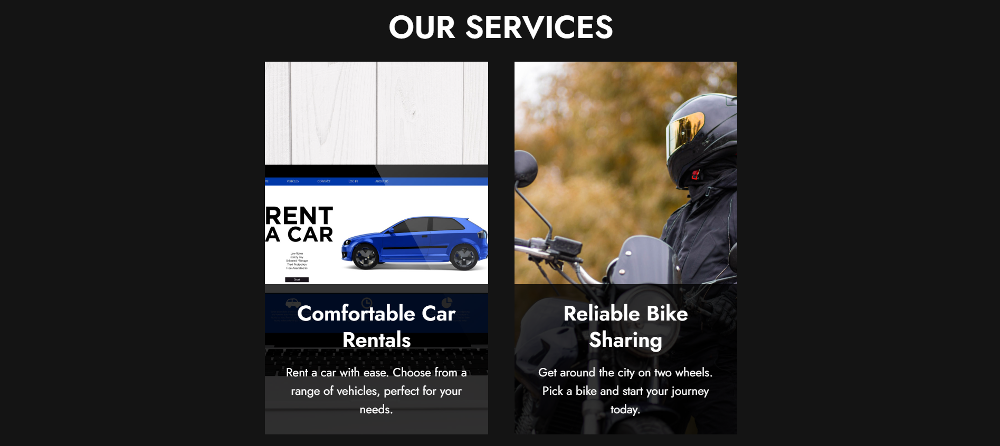 OUR SERVICES
ME VEHICLES CONTACT LOG IN ABOUT US
RENT
A CAR
Low Rates
Safety Pay
Unlimited Mileage
Theft Protection
Free Amendments
Start
Comfortable Car
Rentals
Rent a car with ease. Choose from a
range of vehicles, perfect for your
needs.
Reliable Bike
Sharing
Get around the city on two wheels.
Pick a bike and start your journey
today.